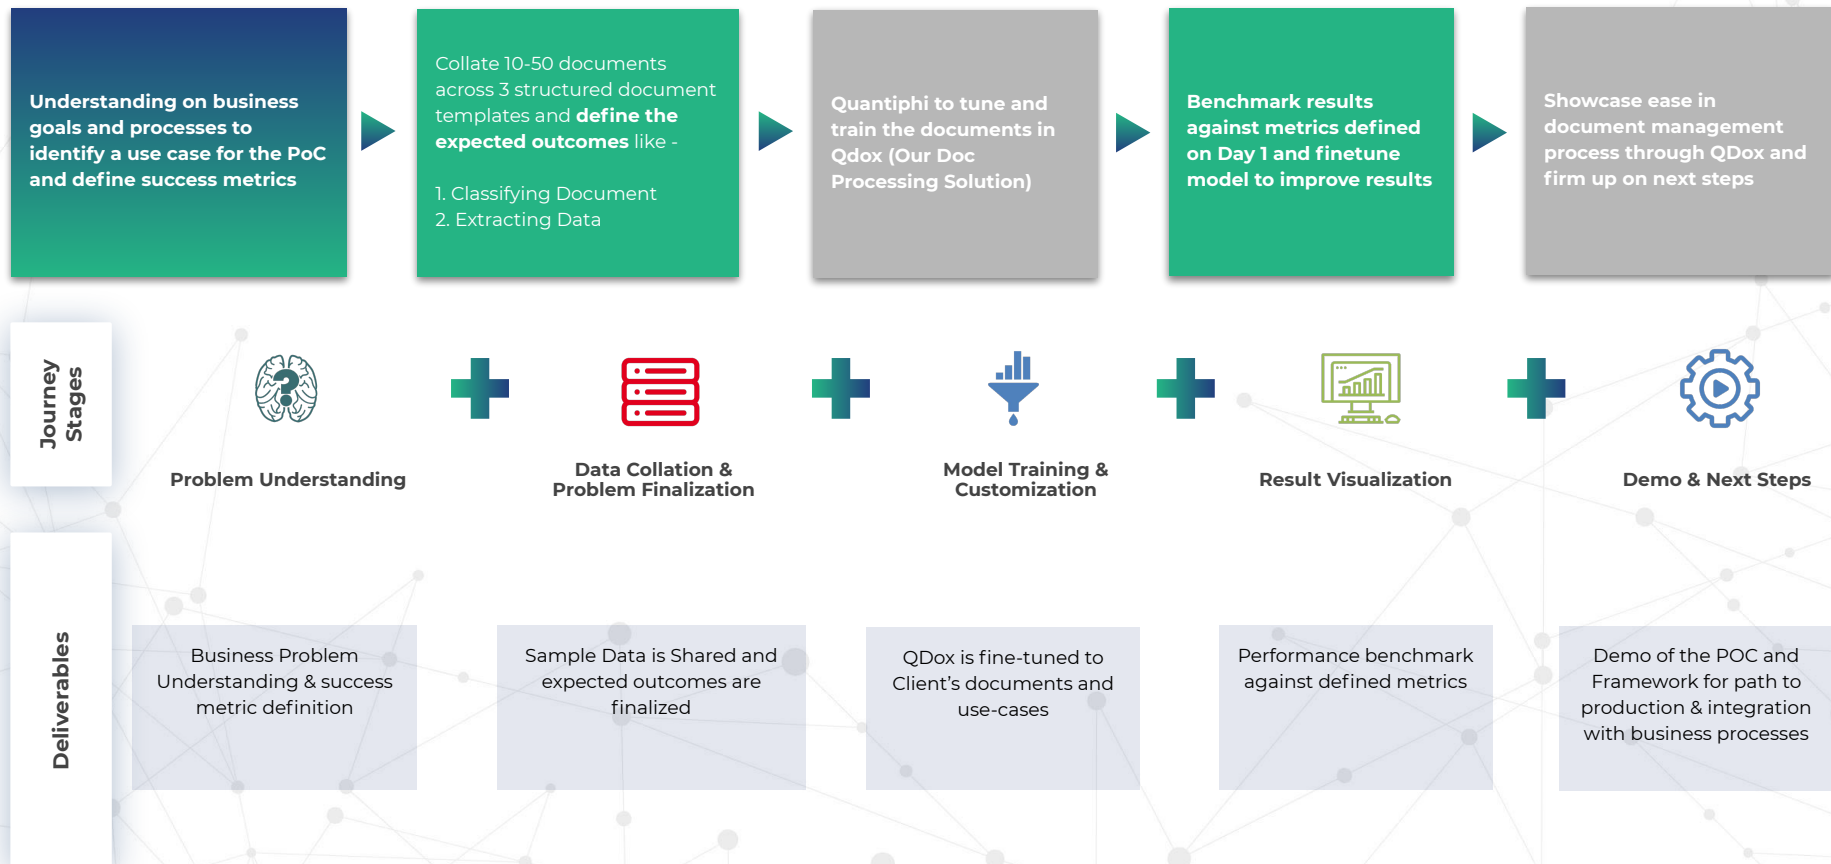 Understanding on business
goals and processes to
identify a use case for the PoC
and define success metrics
Collate 10-50 documents
across 3 structured document
templates and define the
expected outcomes like -
1. Classifying Document
2. Extracting Data
Quantiphi to tune and
train the documents in
Qdox (Our Doc
Processing Solution)
Benchmark results
against metrics defined
on Day 1 and finetune
model to improve results
Showcase ease in
document management
process through QDox and
firm up on next steps
Journey
Stages
?
Problem Understanding
Data Collation &
Problem Finalization
Model Training &
Customization
Result Visualization
Demo & Next Steps
Deliverables
Business Problem
Understanding & success
metric definition
Sample Data is Shared and
expected outcomes are
finalized
QDox is fine-tuned to
Client's documents and
use-cases
Performance benchmark
against defined metrics
Demo of the POC and
Framework for path to
production & integration
with business processes